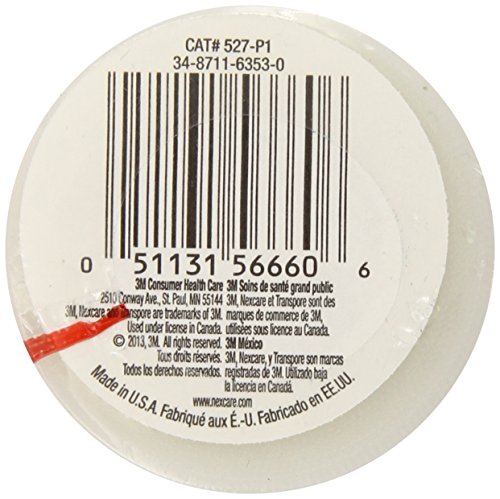 CAT# 527-P1
34-8711-6353-0
0 51131 56660 6
3M Consumer Health Care 3M Soins de santé grand public
2510 Conway Ave., St. Paul, MN 55144 3M, Nexcare et Transpore sont des
3M, Nexcare and Transpore are trademarks of 3M. marques de commerce de 3M,
Used under license in Canada. utilisées sous licence au Canada.
© 2013, 3M. All rights reserved. 3M México
Tous droits réservés. 3M, Nexcare, y Transpore son marcas
Todos los derechos reservados. registradas de 3M. Utilizado bajo
la licencia en Canadá.
www.nexcare.com
Made in U.S.A. Fabriqué aux É.-U. Fabricado en EE.UU.